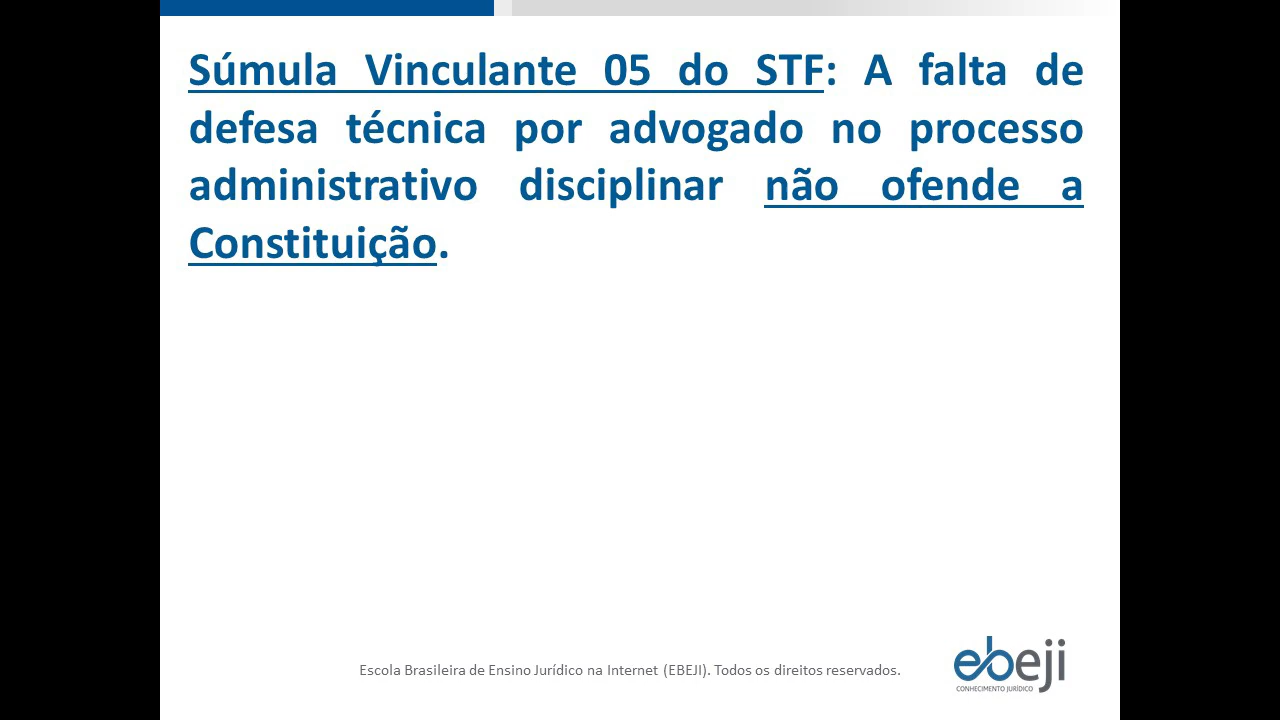 Súmula Vinculante 05 do STF: A falta de
defesa técnica por advogado no processo
administrativo disciplinar não ofende a
Constituição.
Escola Brasileira de Ensino Jurídico na Internet (EBEJI). Todos os direitos reservados.
ebeji
CONHECIMENTO JURÍDICO